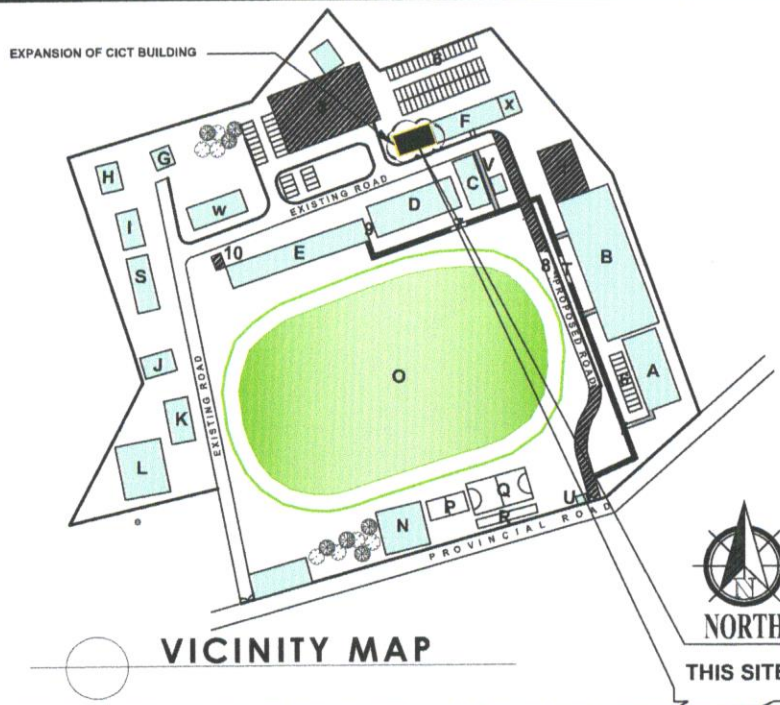 EXPANSION OF CICT BUILDING
F
X
G
H
I
W
S
EXISTING ROAD
C
V
D
9
10
E
B
8
PROPOSED ROAD
A
J
K
L
EXISTING ROAD
O
N
P
Q
R
U
PROVINCIAL ROAD
N
NORTH
VICINITY MAP
THIS SITE